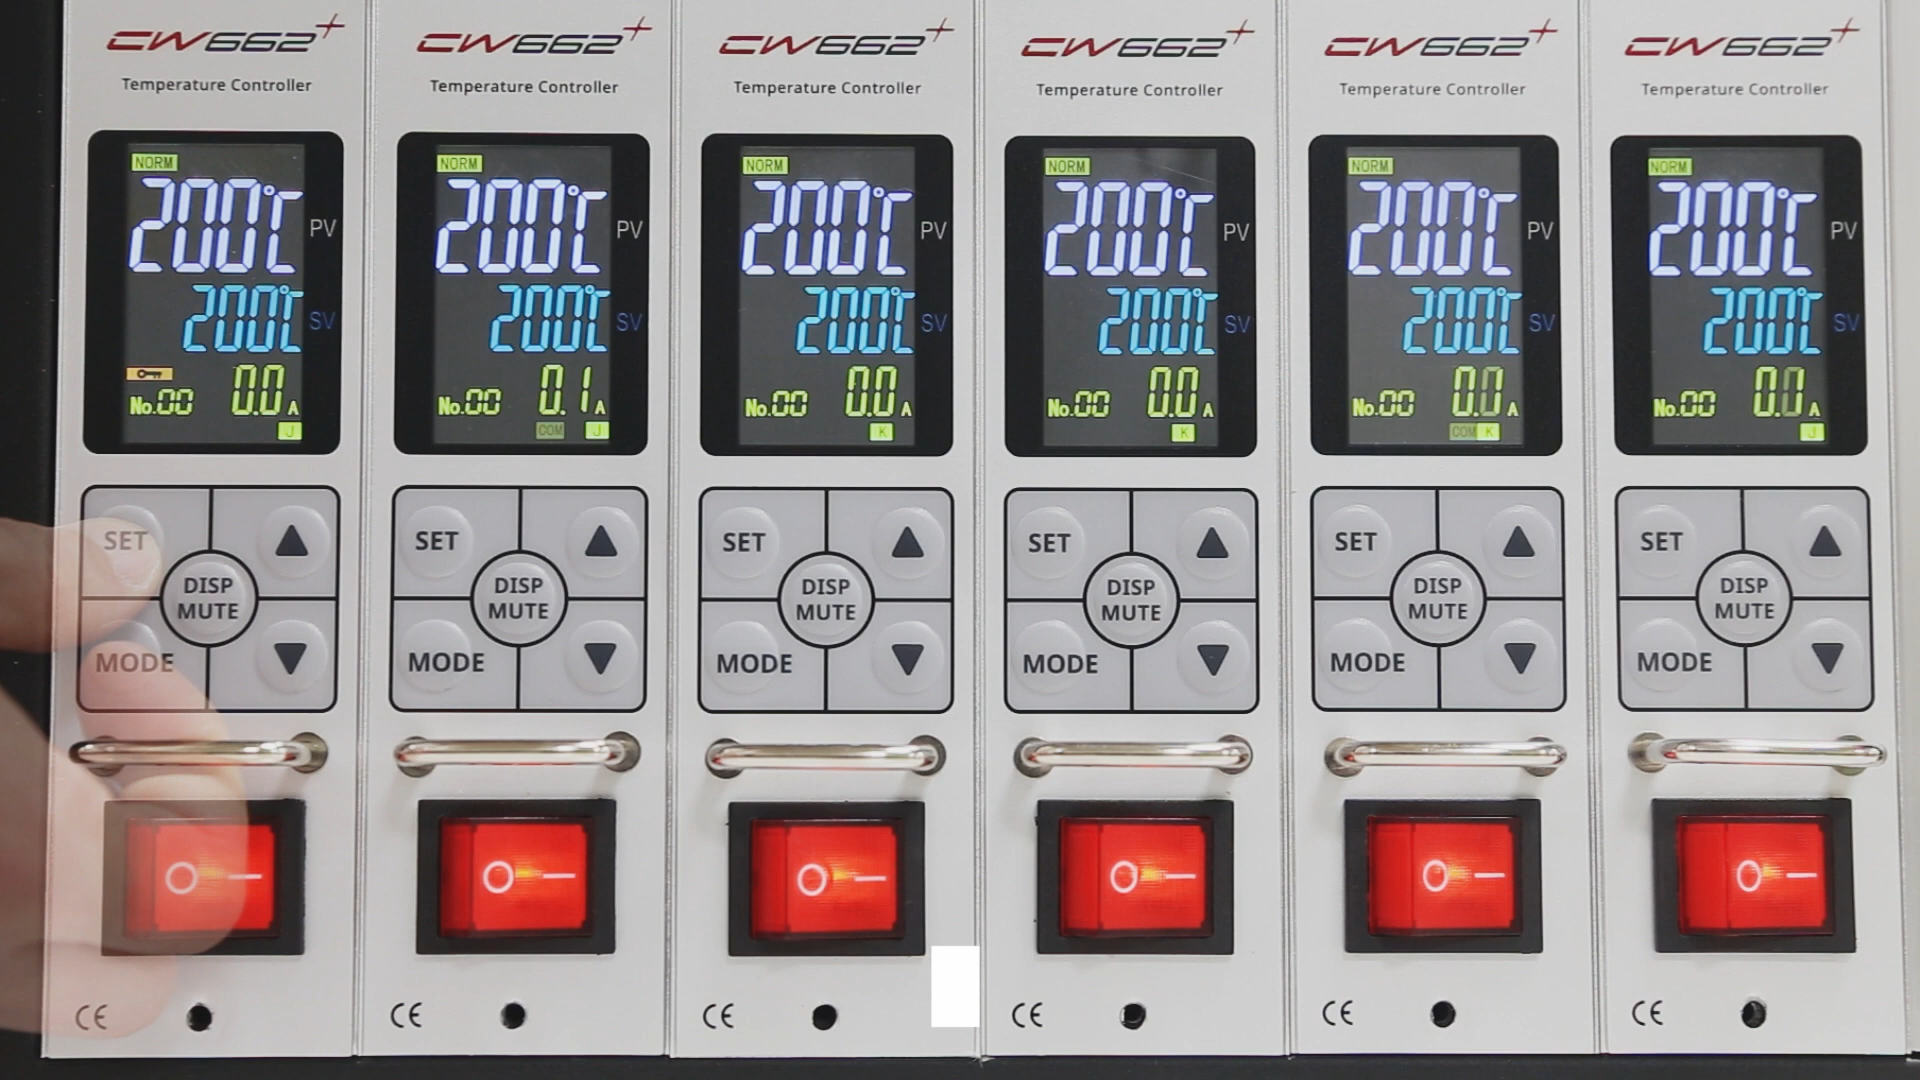 CW662+
Temperature Controller
NORM
200℃ PV
200℃ SV
No.00 0.0 A
J
SET
DISP
MUTE
MODE
CE
CW662+
Temperature Controller
NORM
200℃ PV
200℃ SV
No.00 0.1 A
COM J
SET
DISP
MUTE
MODE
CE
CW662+
Temperature Controller
NORM
200℃ PV
200℃ SV
No.00 0.0 A
K
SET
DISP
MUTE
MODE
CE
CW662+
Temperature Controller
NORM
200℃ PV
200℃ SV
No.00 0.0 A
K
SET
DISP
MUTE
MODE
CE
CW662+
Temperature Controller
NORM
200℃ PV
200℃ SV
No.00 0.0 A
COM K
SET
DISP
MUTE
MODE
CE
CW662+
Temperature Controller
NORM
200℃ PV
200℃ SV
No.00 0.0 A
J
SET
DISP
MUTE
MODE
CE